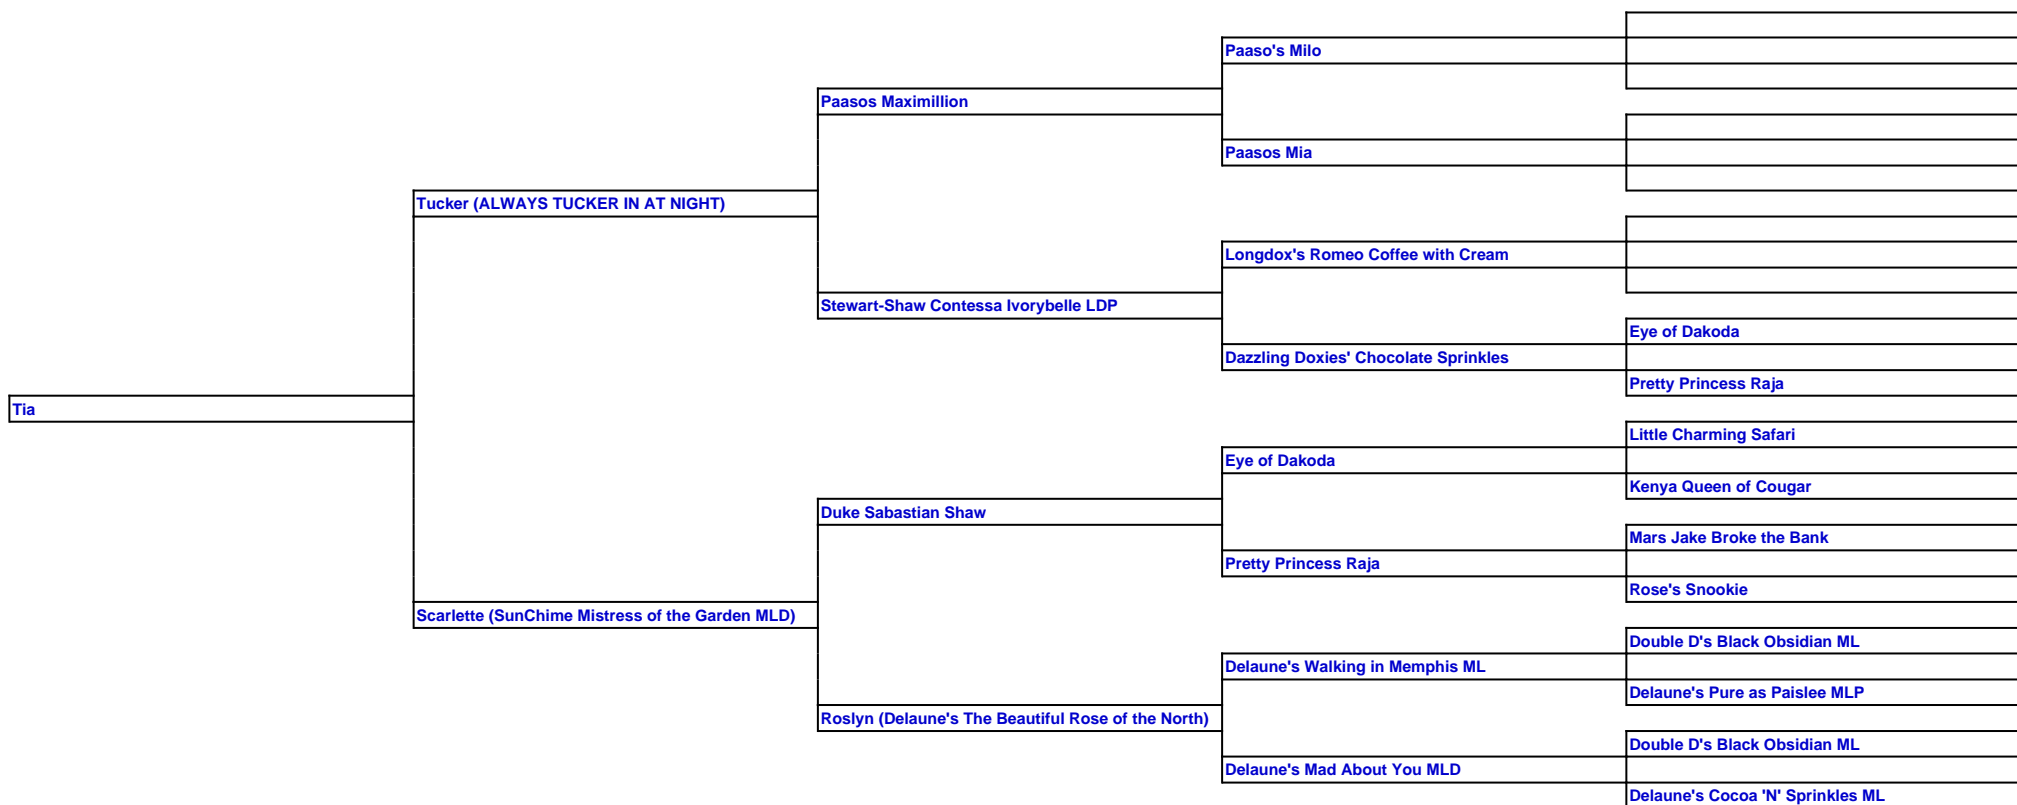 Paaso's Milo
Paasos Maximillion
Paasos Mia
Tucker (ALWAYS TUCKER IN AT NIGHT)
Longdox's Romeo Coffee with Cream
Stewart-Shaw Contessa Ivorybelle LDP
Eye of Dakoda
Dazzling Doxies' Chocolate Sprinkles
Pretty Princess Raja
Tia
Little Charming Safari
Eye of Dakoda
Kenya Queen of Cougar
Duke Sabastian Shaw
Mars Jake Broke the Bank
Pretty Princess Raja
Rose's Snookie
Scarlette (SunChime Mistress of the Garden MLD)
Double D's Black Obsidian ML
Delaune's Walking in Memphis ML
Delaune's Pure as Paislee MLP
Roslyn (Delaune's The Beautiful Rose of the North)
Double D's Black Obsidian ML
Delaune's Mad About You MLD
Delaune's Cocoa 'N' Sprinkles ML